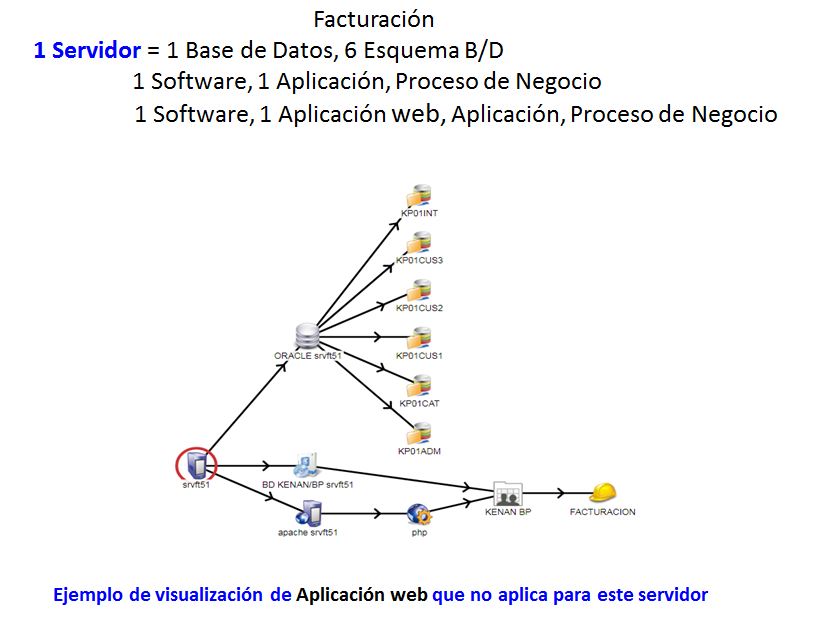 Facturación
1 Servidor = 1 Base de Datos, 6 Esquema B/D
1 Software, 1 Aplicación, Proceso de Negocio
1 Software, 1 Aplicación web, Aplicación, Proceso de Negocio
KP01INT
KP01CUS3
KP01CUS2
ORACLE srvft51
KP01CUS1
KP01CAT
KP01ADM
srvft51
BD KENAN/BP srvft51
KENAN BP
FACTURACION
apache srvft51
php
Ejemplo de visualización de Aplicación web que no aplica para este servidor